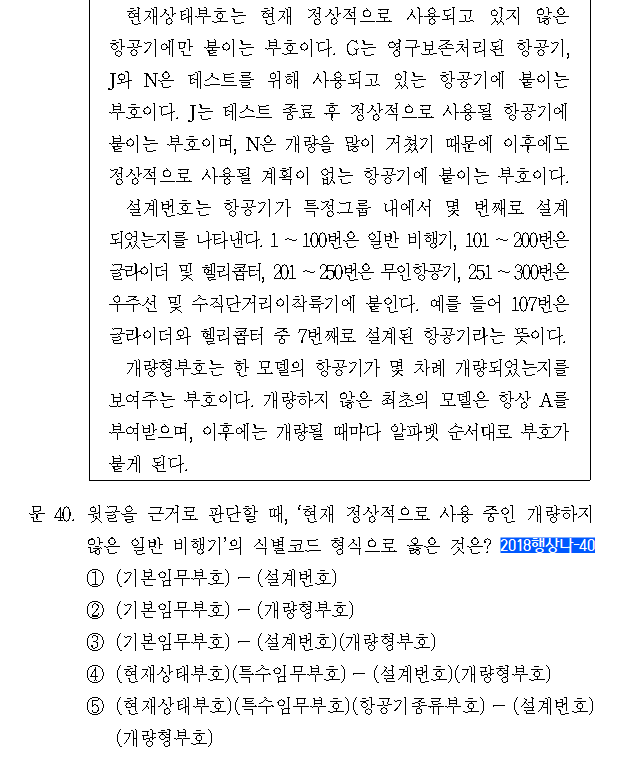 현재상태부호는 현재 정상적으로 사용되고 있지 않은
항공기에만 붙이는 부호이다. G는 영구보존처리된 항공기,
J와 N은 테스트를 위해 사용되고 있는 항공기에 붙이는
부호이다. J는 테스트 종료 후 정상적으로 사용될 항공기에
붙이는 부호이며, N은 개량을 많이 거쳤기 때문에 이후에도
정상적으로 사용될 계획이 없는 항공기에 붙이는 부호이다.
설계번호는 항공기가 특정그룹 내에서 몇 번째로 설계
되었는지를 나타낸다. 1 ~ 100번은 일반 비행기, 101 ~ 200번은
글라이더 및 헬리콥터, 201 ~ 250번은 무인항공기, 251 ~ 300번은
우주선 및 수직단거리이착륙기에 붙인다. 예를 들어 107번은
글라이더와 헬리콥터 중 7번째로 설계된 항공기라는 뜻이다.
개량형부호는 한 모델의 항공기가 몇 차례 개량되었는지를
보여주는 부호이다. 개량하지 않은 최초의 모델은 항상 A를
부여받으며, 이후에는 개량될 때마다 알파벳 순서대로 부호가
붙게 된다.
문 40. 윗글을 근거로 판단할 때, ‘현재 정상적으로 사용 중인 개량하지
않은 일반 비행기’의 식별코드 형식으로 옳은 것은? 2018행상나-40
① (기본임무부호) - (설계번호)
② (기본임무부호) - (개량형부호)
③ (기본임무부호) - (설계번호)(개량형부호)
④ (현재상태부호)(특수임무부호) - (설계번호)(개량형부호)
⑤ (현재상태부호)(특수임무부호)(항공기종류부호) - (설계번호)
(개량형부호)